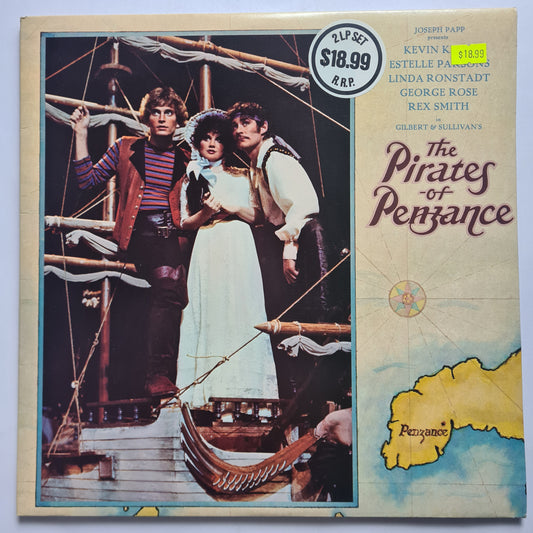 JOSEPH PAPP
presents
KEVIN K
ESTELLE PARSONS
LINDA RONSTADT
GEORGE ROSE
REX SMITH
in
GILBERT & SULLIVAN'S
The
Pirates
of
Penzance
2 LP SET
$18.99
R.R.P.
$18.99
Penzance